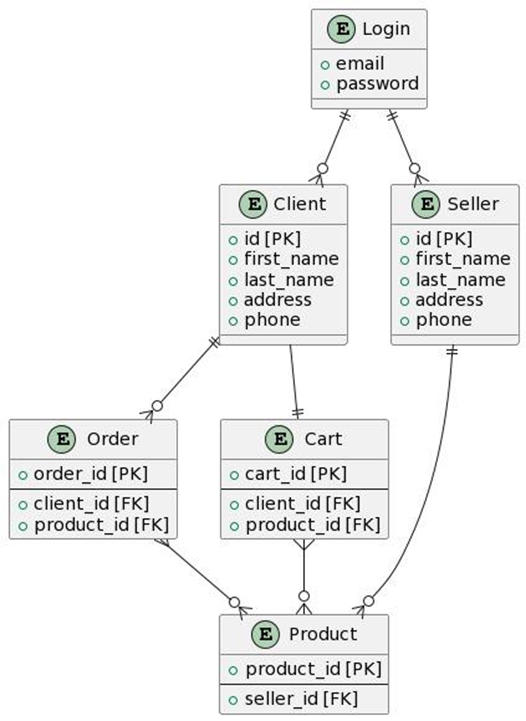 E Login
email
password
E Client
id [PK]
first_name
last_name
address
phone
E Seller
id [PK]
first_name
last_name
address
phone
E Order
order_id [PK]
client_id [FK]
product_id [FK]
E Cart
cart_id [PK]
client_id [FK]
product_id [FK]
E Product
product_id [PK]
seller_id [FK]